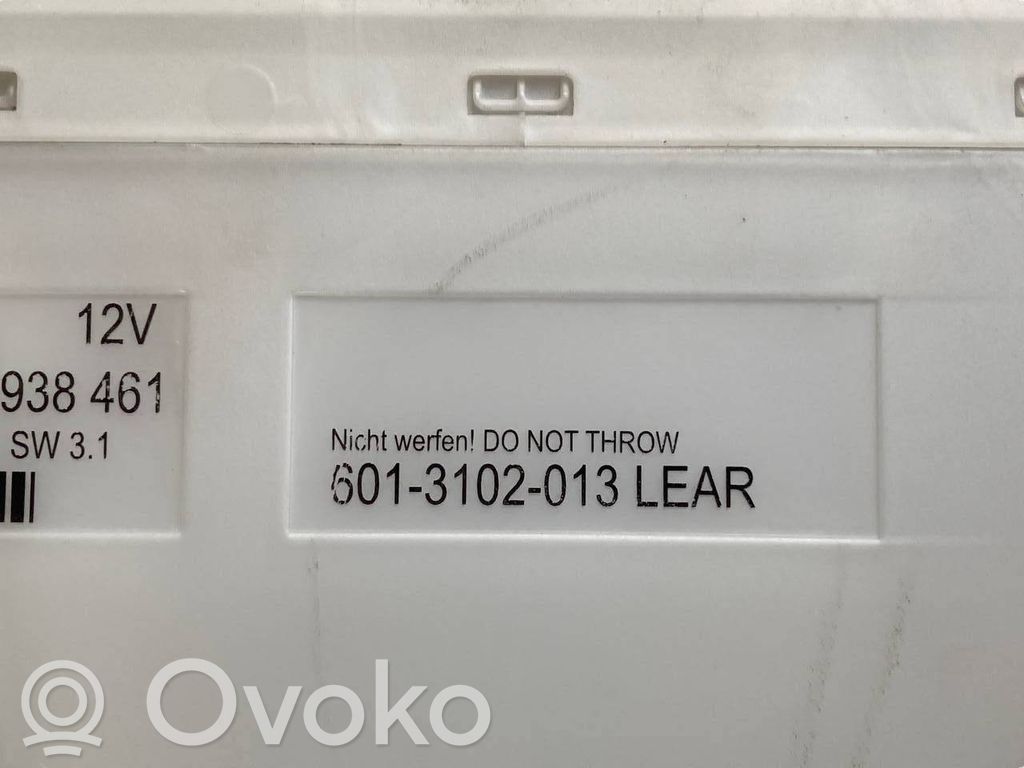 12V
938 461
SW 3.1
Nicht werfen! DO NOT THROW
601-3102-013 LEAR
Ovoko